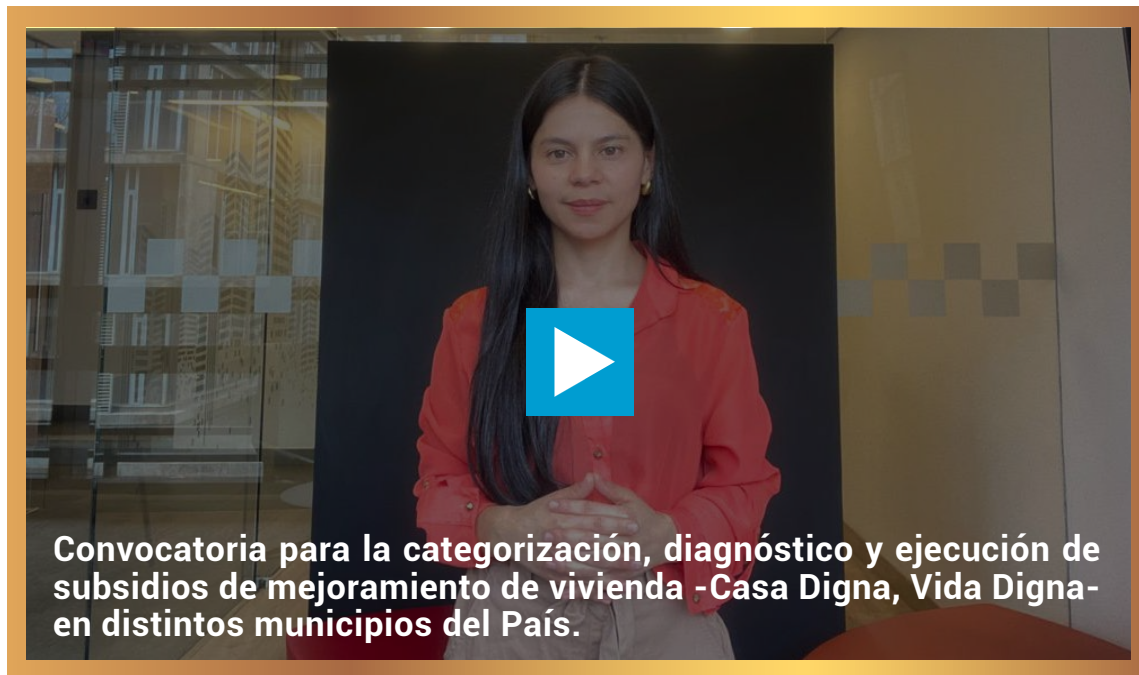 Convocatoria para la categorización, diagnóstico y ejecución de
subsidios de mejoramiento de vivienda -Casa Digna, Vida Digna-
en distintos municipios del País.